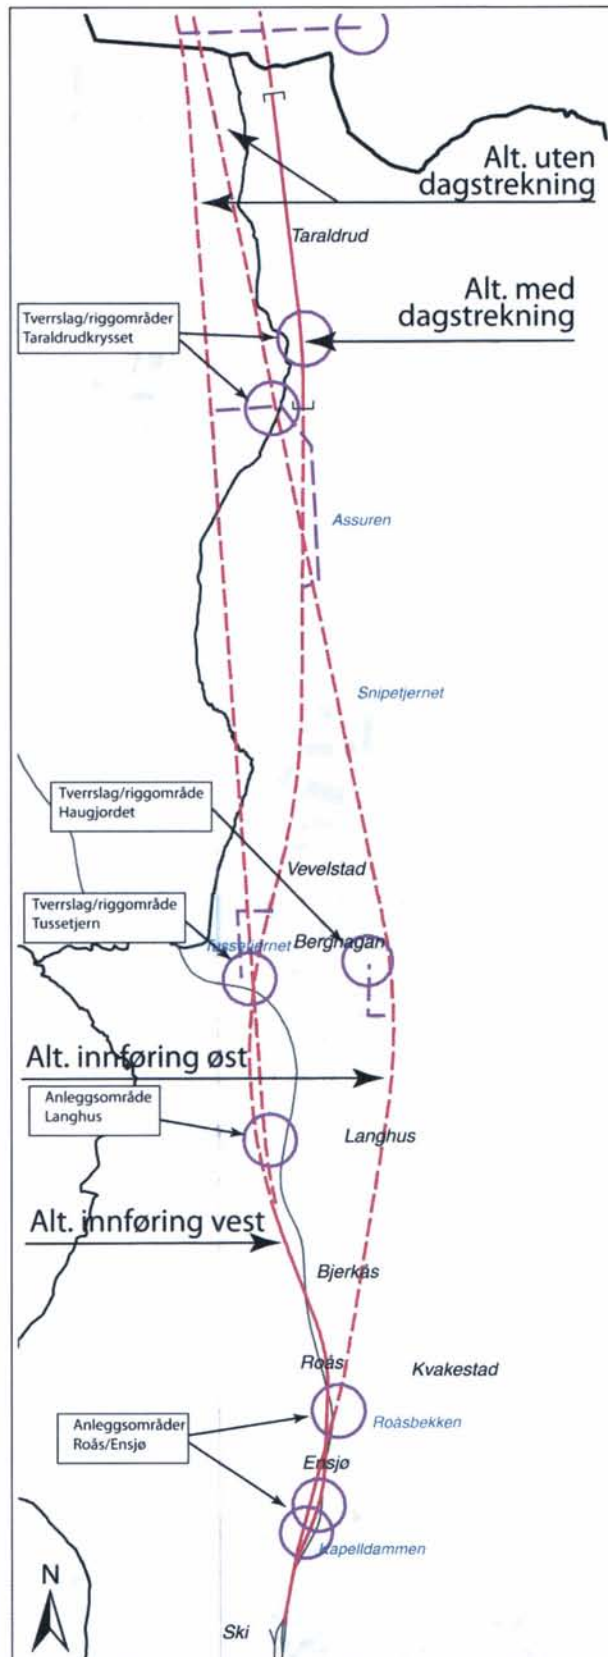 Alt. uten
dagstrekning
Taraldrud
Alt. med
dagstrekning
Tverrslag/riggområder
Taraldrudkrysset
Assuren
Snipetjernet
Tverrslag/riggområde
Haugjordet
Vevelstad
Tverrslag/riggområde
Tussetjern
Tussetjernet
Berghagan
Alt. innføring øst
Anleggsområde
Langhus
Langhus
Alt. innføring vest
Bjerkås
Roås
Kvakestad
Anleggsområder
Roås/Ensjø
Roåsbekken
Ensjø
Kapelldammen
N
Ski